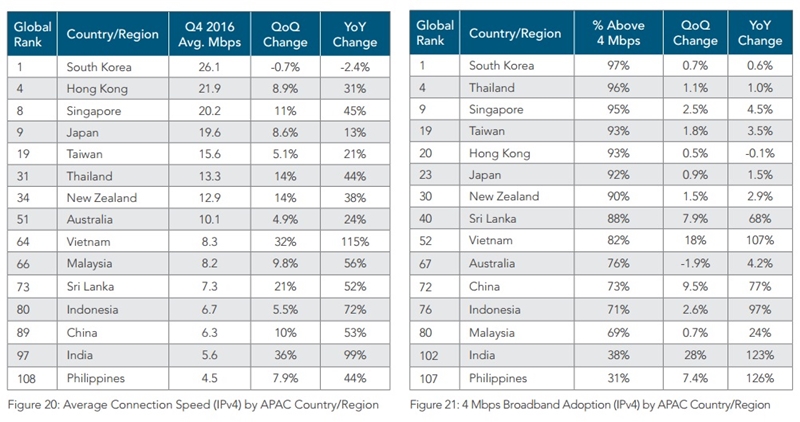 Global Rank Country/Region Q4 2016 Avg. Mbps QoQ Change YoY Change
1 South Korea 26.1 -0.7% -2.4%
4 Hong Kong 21.9 8.9% 31%
8 Singapore 20.2 11% 45%
9 Japan 19.6 8.6% 13%
19 Taiwan 15.6 5.1% 21%
31 Thailand 13.3 14% 44%
34 New Zealand 12.9 14% 38%
51 Australia 10.1 4.9% 24%
64 Vietnam 8.3 32% 115%
66 Malaysia 8.2 9.8% 56%
73 Sri Lanka 7.3 21% 52%
80 Indonesia 6.7 5.5% 72%
89 China 6.3 10% 53%
97 India 5.6 36% 99%
108 Philippines 4.5 7.9% 44%
Figure 20: Average Connection Speed (IPv4) by APAC Country/Region
Global Rank Country/Region % Above 4 Mbps QoQ Change YoY Change
1 South Korea 97% 0.7% 0.6%
4 Thailand 96% 1.1% 1.0%
9 Singapore 95% 2.5% 4.5%
19 Taiwan 93% 1.8% 3.5%
20 Hong Kong 93% 0.5% -0.1%
23 Japan 92% 0.9% 1.5%
30 New Zealand 90% 1.5% 2.9%
40 Sri Lanka 88% 7.9% 68%
52 Vietnam 82% 18% 107%
67 Australia 76% -1.9% 4.2%
72 China 73% 9.5% 77%
76 Indonesia 71% 2.6% 97%
80 Malaysia 69% 0.7% 24%
102 India 38% 28% 123%
107 Philippines 31% 7.4% 126%
Figure 21: 4 Mbps Broadband Adoption (IPv4) by APAC Country/Region